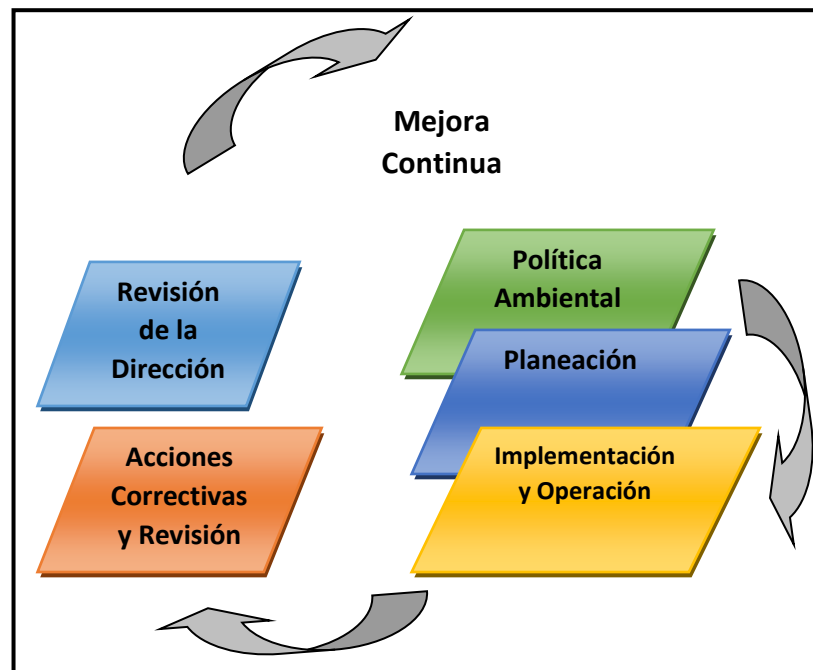 Mejora
Continua
Política
Ambiental
Planeación
Implementación
y Operación
Revisión
de la
Dirección
Acciones
Correctivas
y Revisión